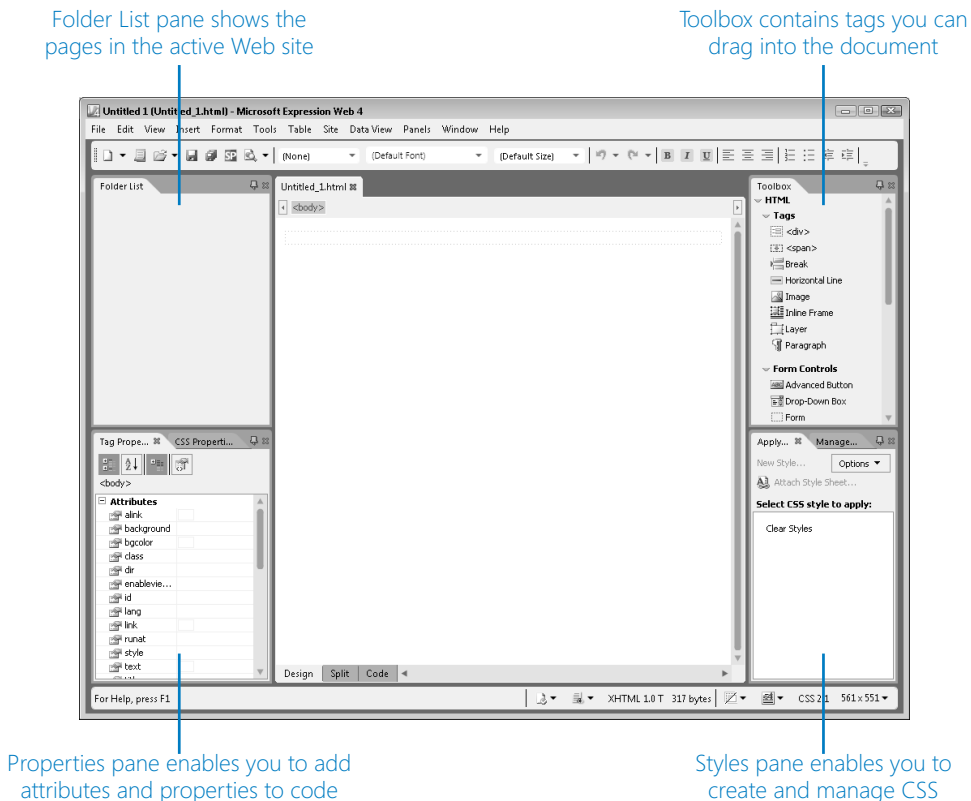 Folder List pane shows the
pages in the active Web site
Toolbox contains tags you can
drag into the document
Untitled 1 (Untitled_1.html) - Microsoft Expression Web 4
File Edit View Insert Format Tools Table Site Data View Panels Window Help
(None) (Default Font) (Default Size) B I U
Folder List
Untitled_1.html
<body>
Toolbox
HTML
Tags
<div>
<span>
Break
Horizontal Line
Image
Inline Frame
Layer
Paragraph
Form Controls
Advanced Button
Drop-Down Box
Form
Tag Prope... CSS Properti...
<body>
Attributes
alink
background
bgcolor
class
dir
enablevie...
id
lang
link
runat
style
text
Apply... Manage...
New Style... Options
Attach Style Sheet...
Select CSS style to apply:
Clear Styles
Design Split Code
For Help, press F1
XHTML 1.0 T 317 bytes CSS 2.1 561 x 551
Properties pane enables you to add
attributes and properties to code
Styles pane enables you to
create and manage CSS